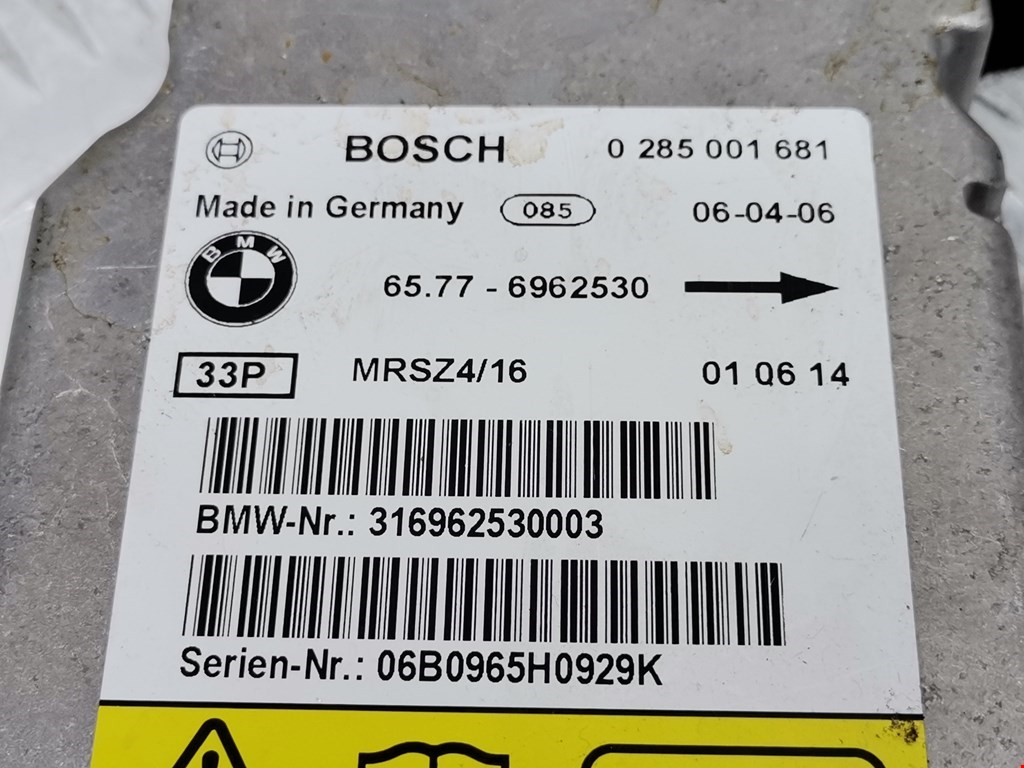 BOSCH 0 285 001 681
Made in Germany 085 06-04-06
BMW
65.77 - 6962530
33P MRSZ4/16 01 06 14
BMW-Nr.: 316962530003
Serien-Nr.: 06B0965H0929K